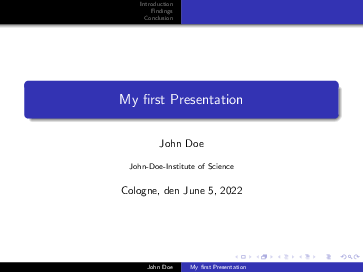 Introduction
Findings
Conclusion
My first Presentation
John Doe
John-Doe-Institute of Science
Cologne, den June 5, 2022
John Doe My first Presentation